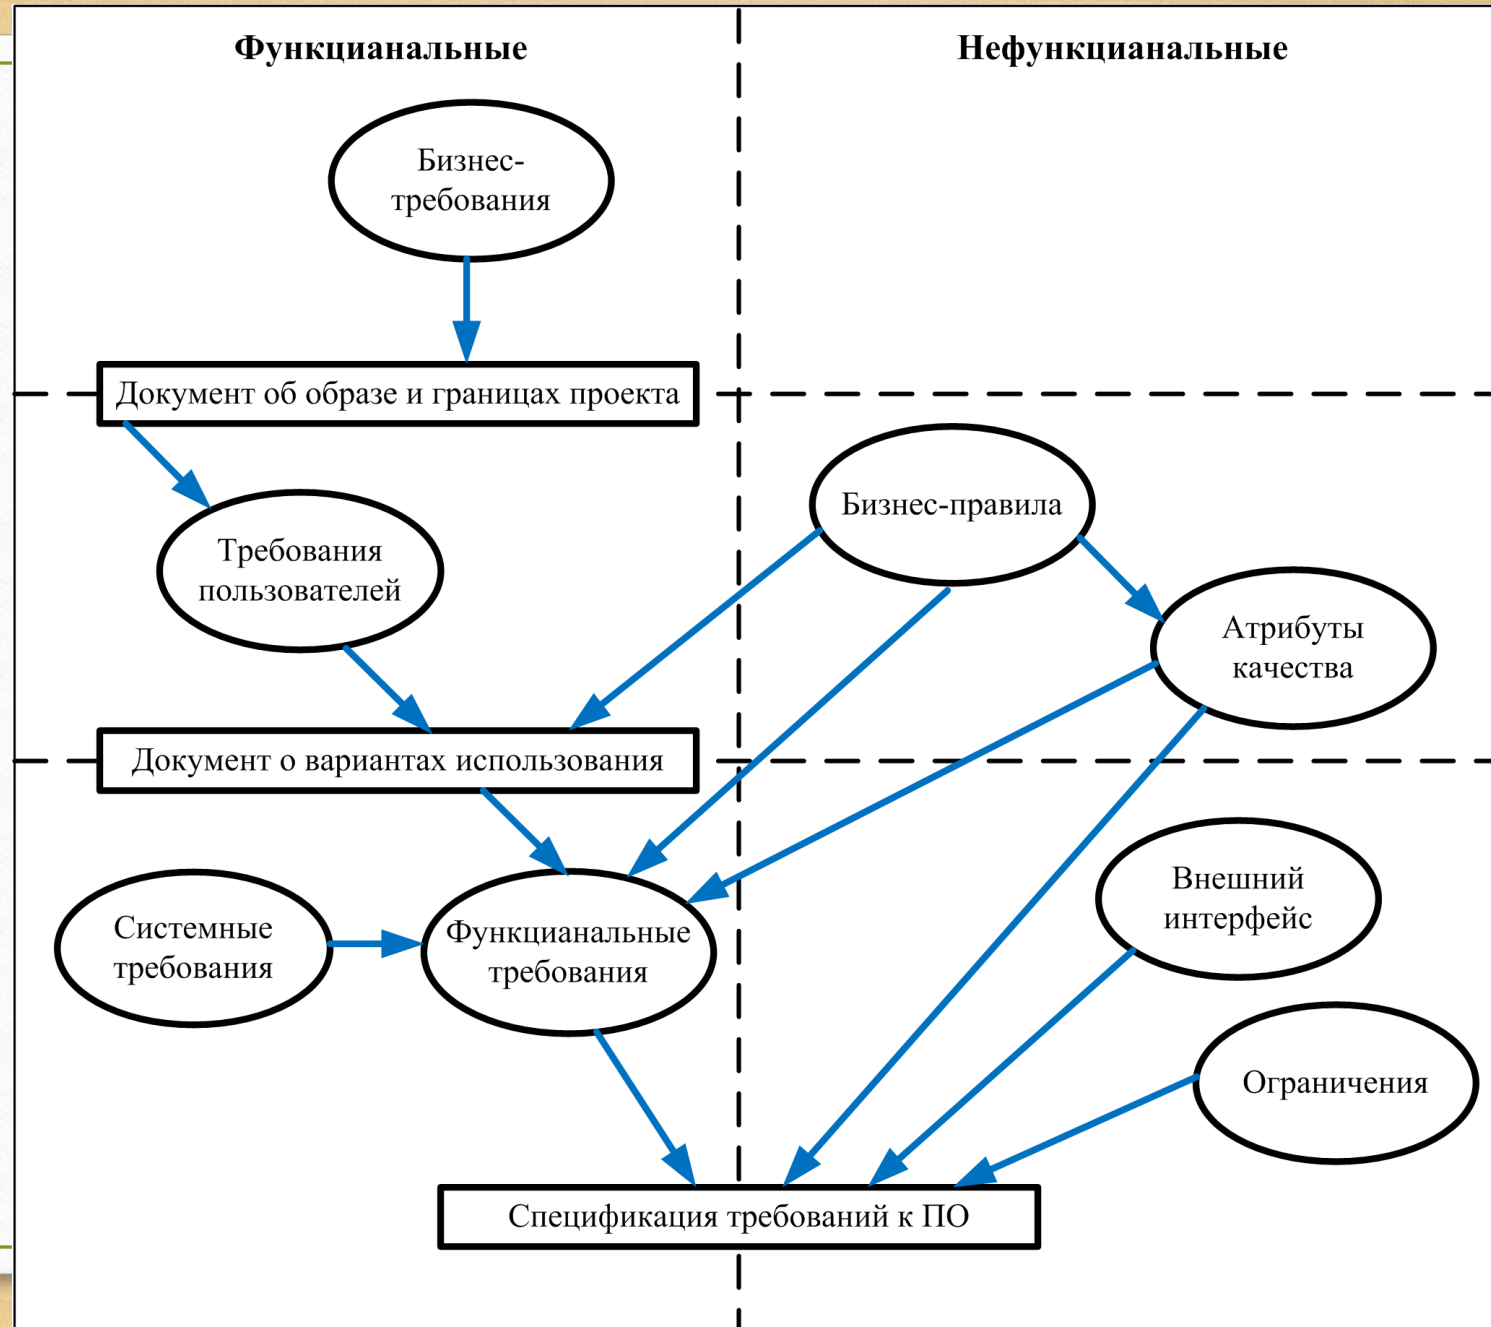 Функцианальные
Нефункцианальные
Бизнес-
требования
Документ об образе и границах проекта
Бизнес-правила
Требования
пользователей
Атрибуты
качества
Документ о вариантах использования
Внешний
интерфейс
Системные
требования
Функцианальные
требования
Ограничения
Спецификация требований к ПО